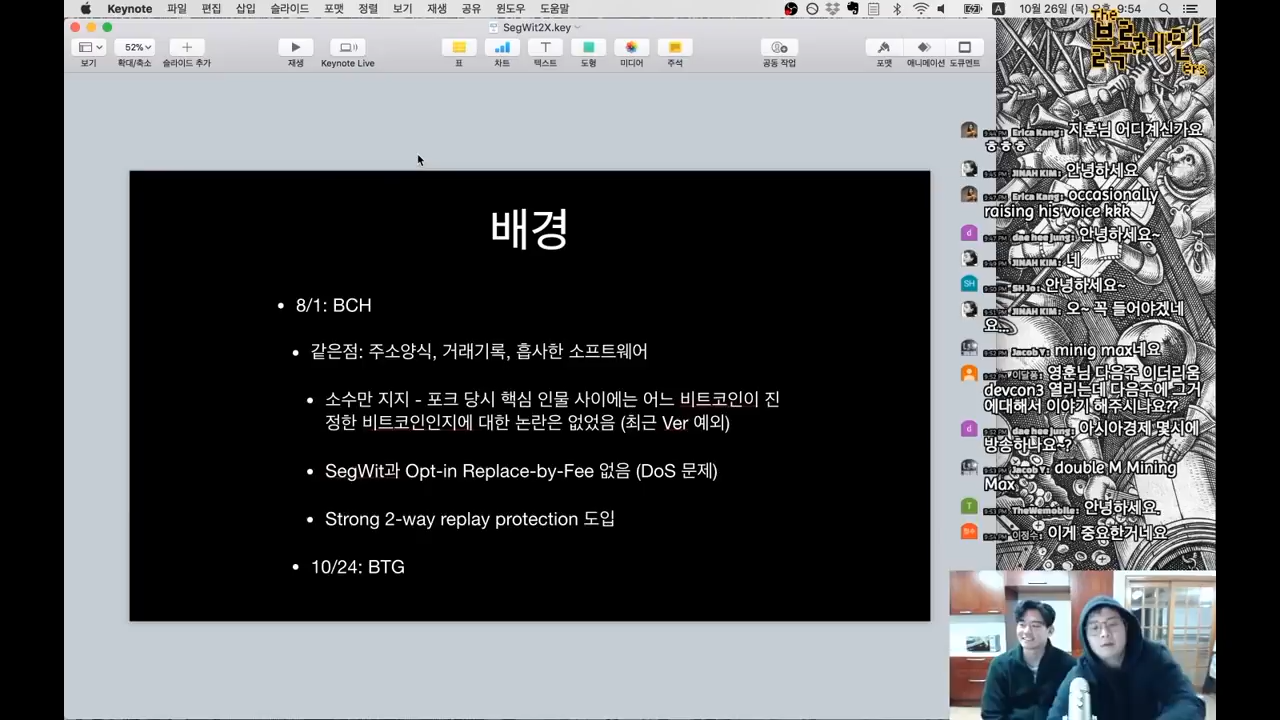 Keynote 파일 편집 삽입 슬라이드 포맷 정렬 보기 재생 공유 윈도우 도움말
10월 26일 (목)
9:54
SegWit2X.key
52%
보기 확대/축소 슬라이드 추가 재생 Keynote Live 표 차트 텍스트 도형 미디어 주석 공동 작업 포맷 애니메이션 도큐멘트
The
블록체인
ers
배경
8/1: BCH
같은점: 주소양식, 거래기록, 흡사한 소프트웨어
소수만 지지 - 포크 당시 핵심 인물 사이에는 어느 비트코인이 진
정한 비트코인인지에 대한 논란은 없었음 (최근 Ver 예외)
SegWit과 Opt-in Replace-by-Fee 없음 (DoS 문제)
Strong 2-way replay protection 도입
10/24: BTG
Erica Kang: 지훈님 어디계신가요
ㅎㅎㅎ
JINAH KIM: 안녕하세요
Erica Kang: occasionally
raising his voice kkk
dae hee jung: 안녕하세요~
JINAH KIM: 네
SH Jo: 안녕하세요~
JINAH KIM: 오~ 꼭 들어야겠네
요...
Jacob Y: minig max네요
이달풍: 영훈님 다음주 이더리움
devcon3 열리는데 다음주에 그거
에대해서 이야기 해주시나요??
dae hee jung: 아시아경제 몇시에
방송하나요~?
Jacob Y: double M Mining
Max
TheWemobile: 안녕하세요.
이정수: 이게 중요한거네요